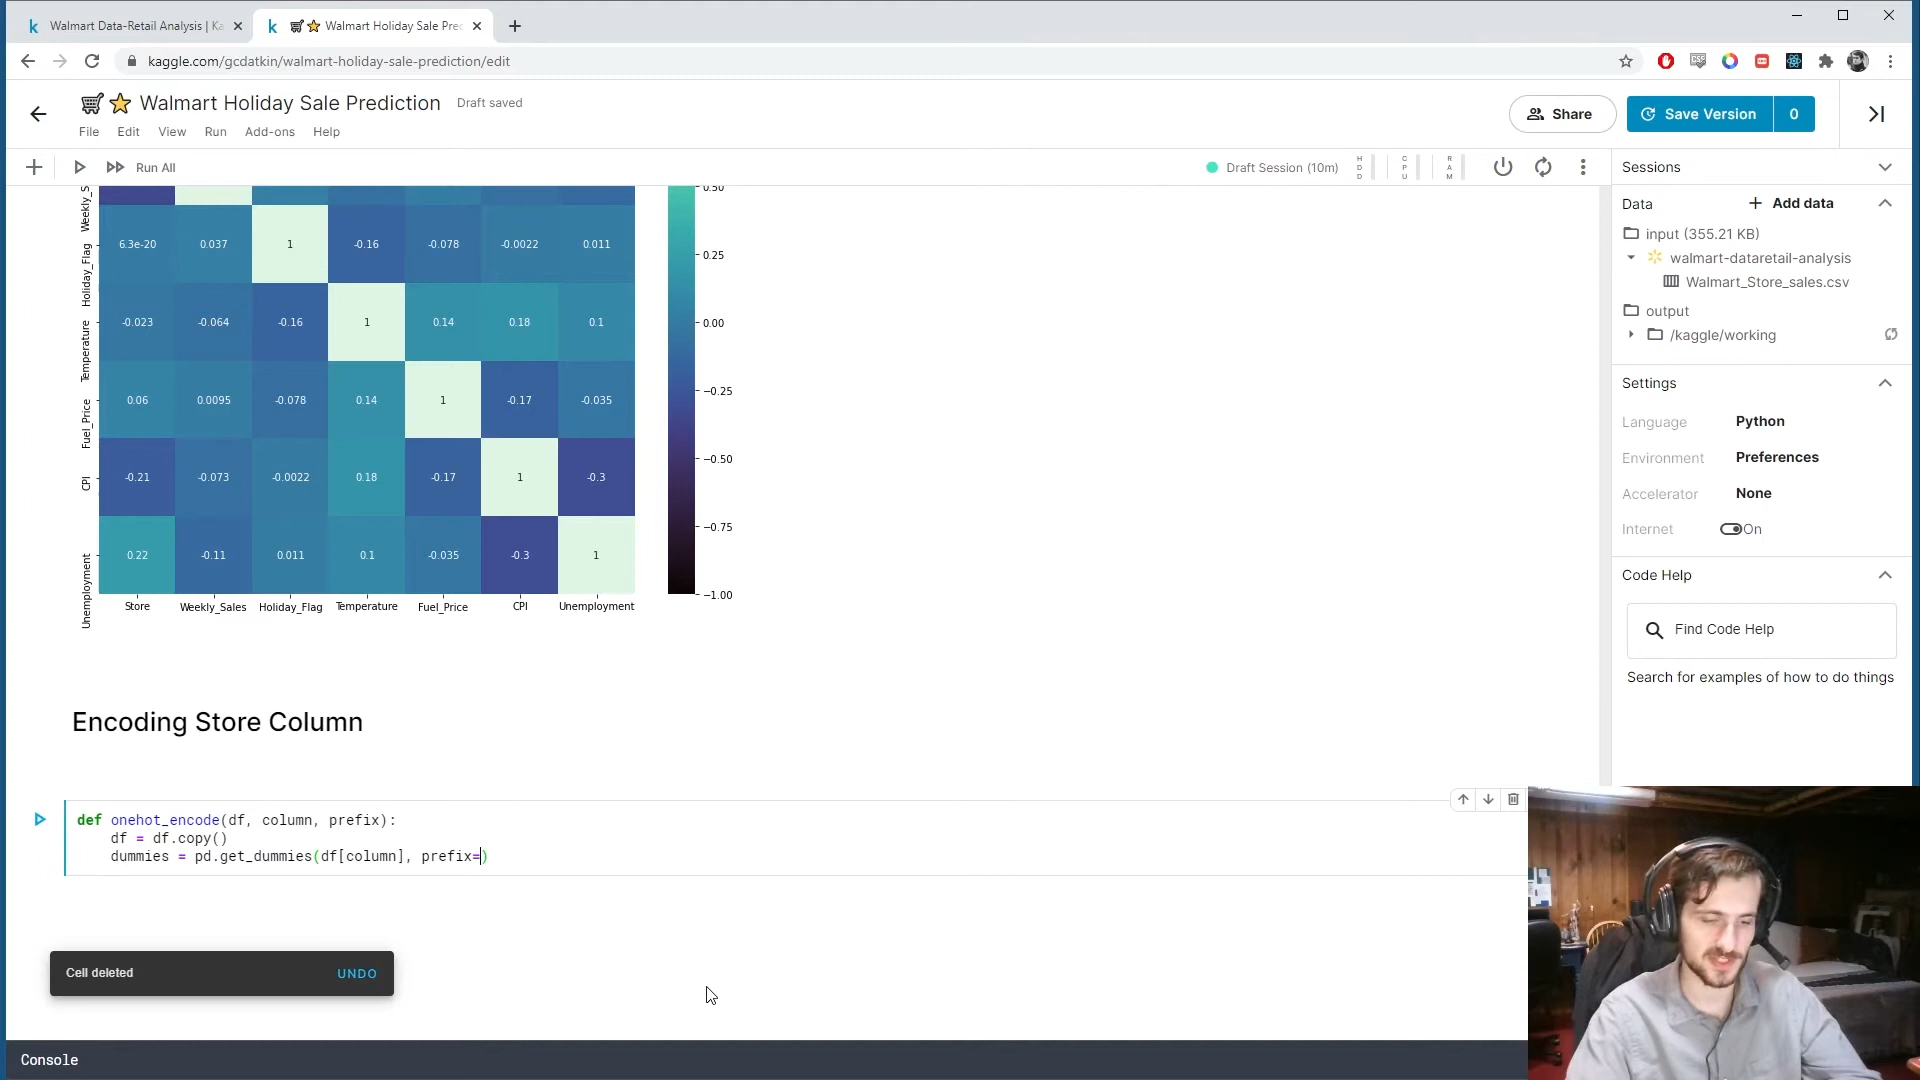 Walmart Data-Retail Analysis | Ka
Walmart Holiday Sale Pred
kaggle.com/gcdatkin/walmart-holiday-sale-prediction/edit
Walmart Holiday Sale Prediction
Draft saved
File Edit View Run Add-ons Help
Share
Save Version 0
Run All
Draft Session (10m)
HDD
CPU
RAM
Sessions
Data
Add data
input (355.21 KB)
walmart-dataretail-analysis
Walmart_Store_sales.csv
output
/kaggle/working
Settings
Language Python
Environment Preferences
Accelerator None
Internet On
Code Help
Find Code Help
Search for examples of how to do things
Weekly_S
Holiday_Flag
Temperature
Fuel_Price
CPI
Unemployment
6.3e-20 0.037 1 -0.16 -0.078 -0.0022 0.011
-0.023 -0.064 -0.16 1 0.14 0.18 0.1
0.06 0.0095 -0.078 0.14 1 -0.17 -0.035
-0.21 -0.073 -0.0022 0.18 -0.17 1 -0.3
0.22 -0.11 0.011 0.1 -0.035 -0.3 1
Store Weekly_Sales Holiday_Flag Temperature Fuel_Price CPI Unemployment
0.50
0.25
0.00
−0.25
−0.50
−0.75
−1.00
Encoding Store Column
def onehot_encode(df, column, prefix):
df = df.copy()
dummies = pd.get_dummies(df[column], prefix=)
Cell deleted
UNDO
Console